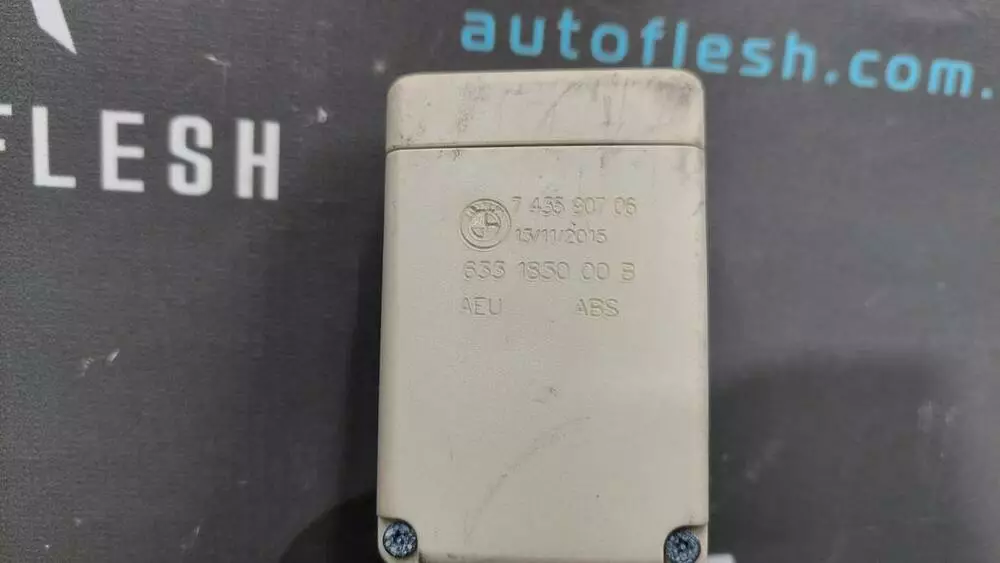 autoflesh.com.
FLESH
7 435 907 06
13/11/2015
633 1830 00 B
AEU ABS